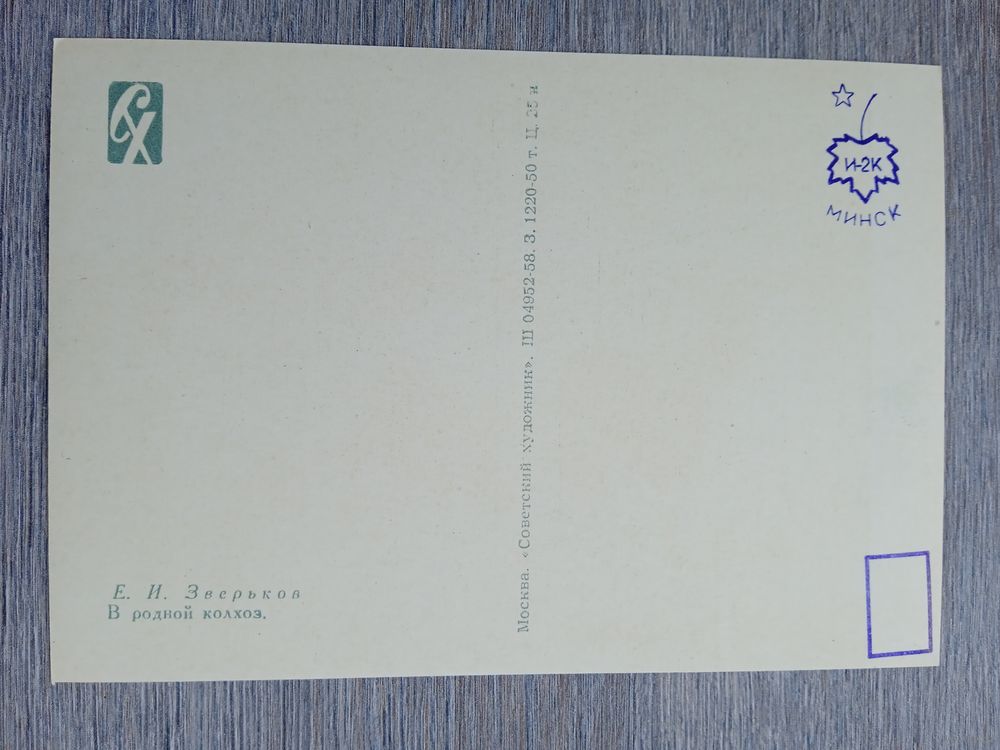 СХ
Е. И. Зверьков
В родной колхоз.
Москва. «Советский художник». Ш 04952-58. З. 1220-50 т. Ц. 25 к
И-2К
МИНСК